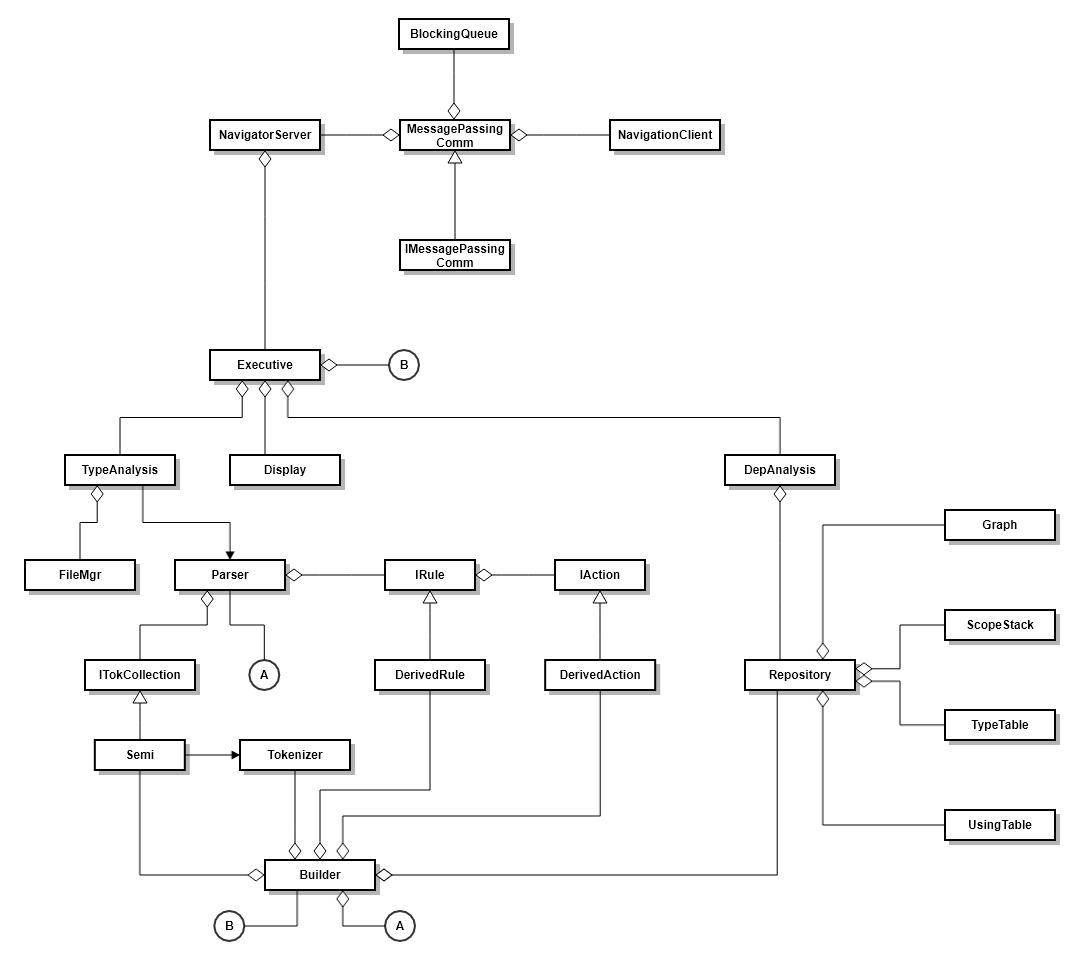 BlockingQueue
NavigatorServer
MessagePassing
Comm
NavigationClient
IMessagePassing
Comm
Executive
B
TypeAnalysis
Display
DepAnalysis
Graph
FileMgr
Parser
IRule
IAction
ScopeStack
ITokCollection
A
DerivedRule
DerivedAction
Repository
TypeTable
Semi
Tokenizer
UsingTable
Builder
B
A